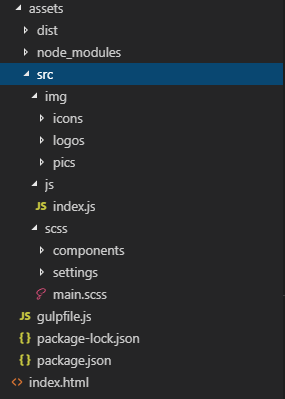 assets
dist
node_modules
src
img
icons
logos
pics
js
JS index.js
scss
components
settings
main.scss
JS gulpfile.js
{} package-lock.json
{} package.json
<> index.html